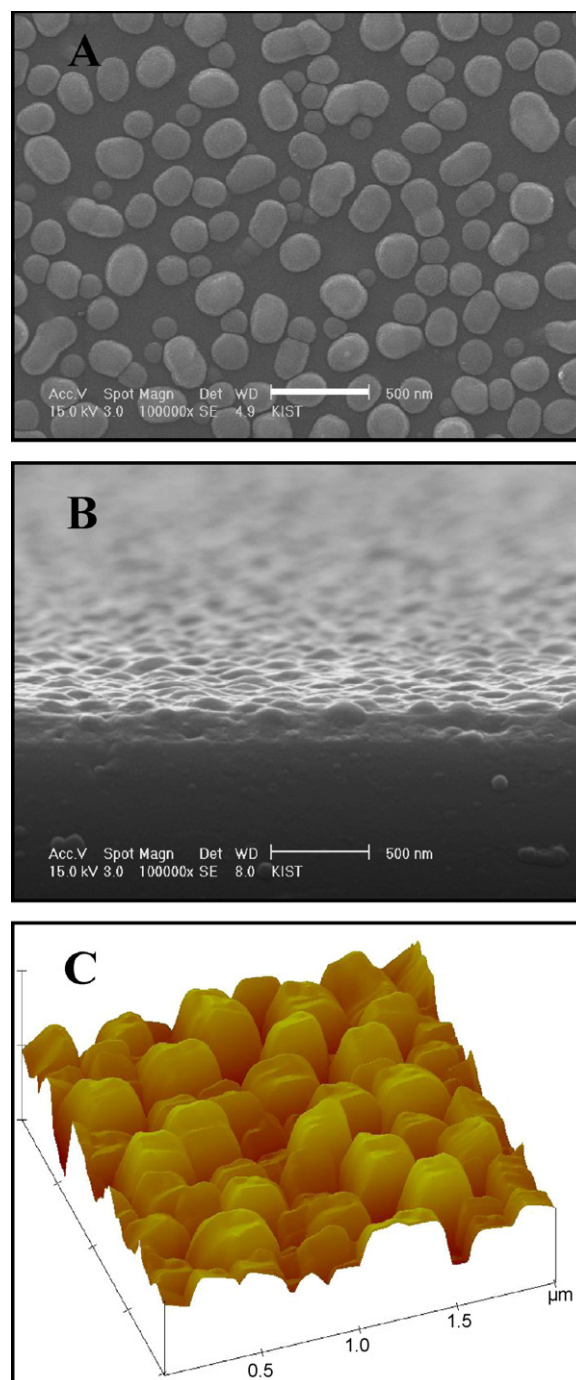 A
Acc.V Spot Magn Det WD 500 nm
15.0 kV 3.0 100000x SE 4.9 KIST
B
Acc.V Spot Magn Det WD 500 nm
15.0 kV 3.0 100000x SE 8.0 KIST
C
µm
1.5
1.0
0.5